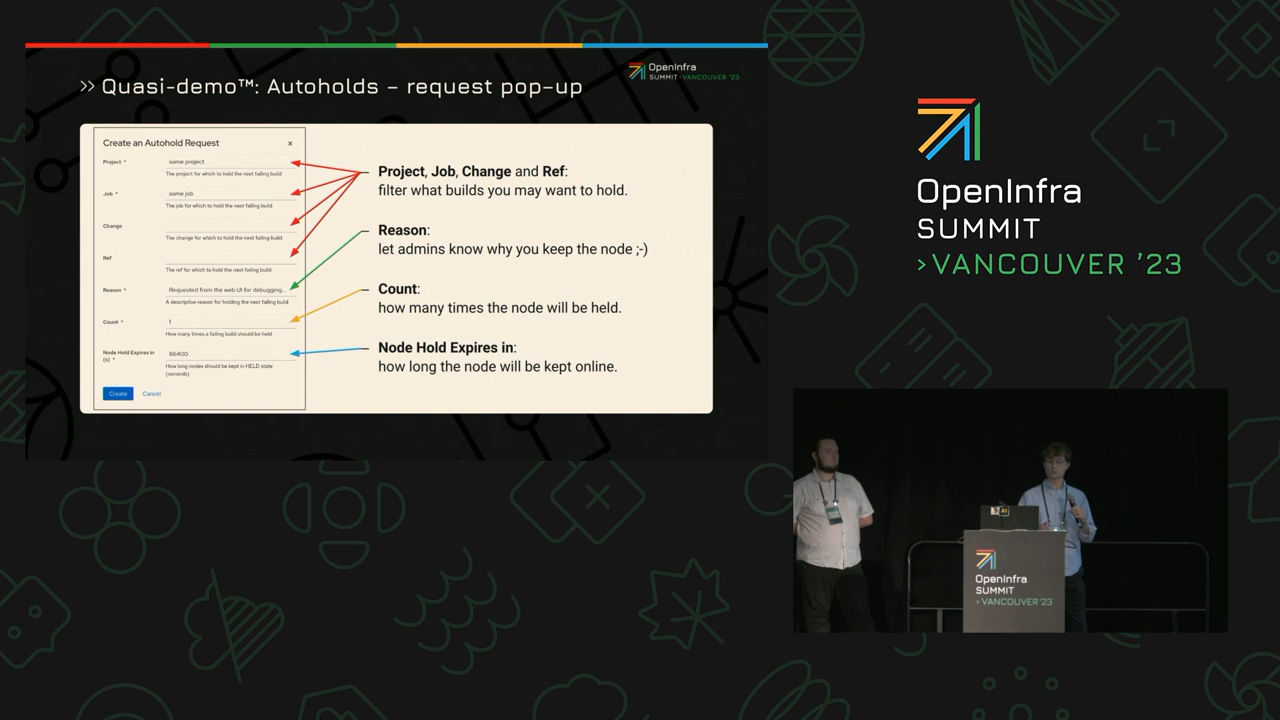 >> Quasi-demo™: Autoholds – request pop-up
OpenInfra
SUMMIT >VANCOUVER '23
Create an Autohold Request ×
Project *
some project
The project for which to hold the next failing build
Job *
some job
The job for which to hold the next failing build
Change
The change for which to hold the next failing build
Ref
The ref for which to hold the next failing build
Reason *
Requested from the web UI for debugging...
A descriptive reason for holding the next failing build
Count *
1
How many times a failing build should be held
Node Hold Expires in
(s) *
86400
How long nodes should be kept in HELD state
(seconds)
Create Cancel
Project, Job, Change and Ref:
filter what builds you may want to hold.
Reason:
let admins know why you keep the node ;-)
Count:
how many times the node will be held.
Node Hold Expires in:
how long the node will be kept online.
OpenInfra
SUMMIT
>VANCOUVER '23
OpenInfra
SUMMIT
> VANCOUVER '23